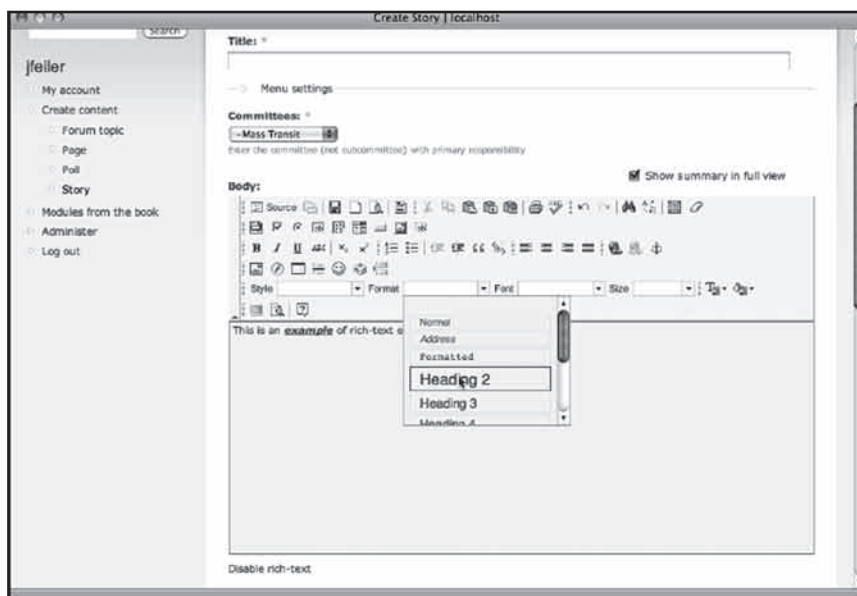 Create Story | localhost
Search
jfeiler
My account
Create content
Forum topic
Page
Poll
Story
Modules from the book
Administer
Log out
Title: *
Menu settings
Committees: *
-Mass Transit
Enter the committee (not subcommittee) with primary responsibility
Show summary in full view
Body:
Source
Style Format Font Size
This is an example of rich-text e
Normal
Address
Formatted
Heading 2
Heading 3
Heading 4
Disable rich-text